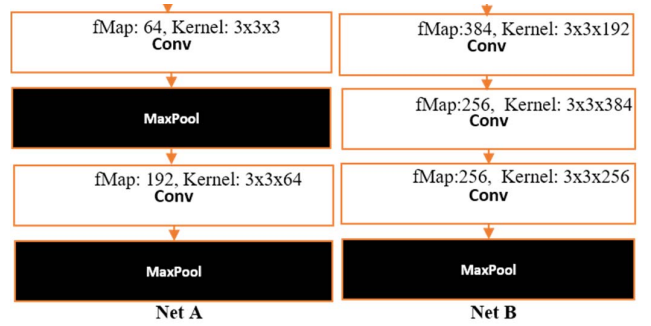 fMap: 64, Kernel: 3x3x3
Conv
MaxPool
fMap: 192, Kernel: 3x3x64
Conv
MaxPool
Net A
fMap:384, Kernel: 3x3x192
Conv
fMap:256, Kernel: 3x3x384
Conv
fMap:256, Kernel: 3x3x256
Conv
MaxPool
Net B